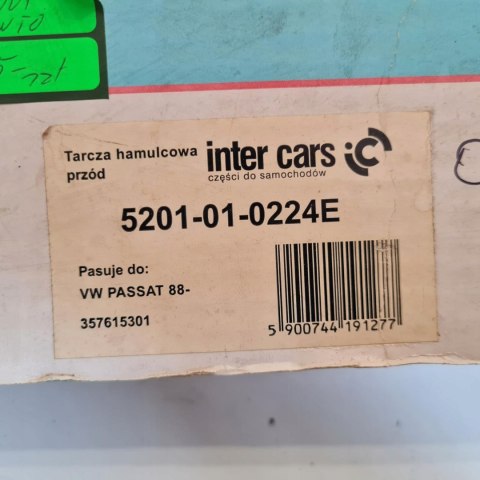 Tarcza hamulcowa
przód
inter cars
części do samochodów
5201-01-0224E
Pasuje do:
VW PASSAT 88-
357615301
5 900744 191277